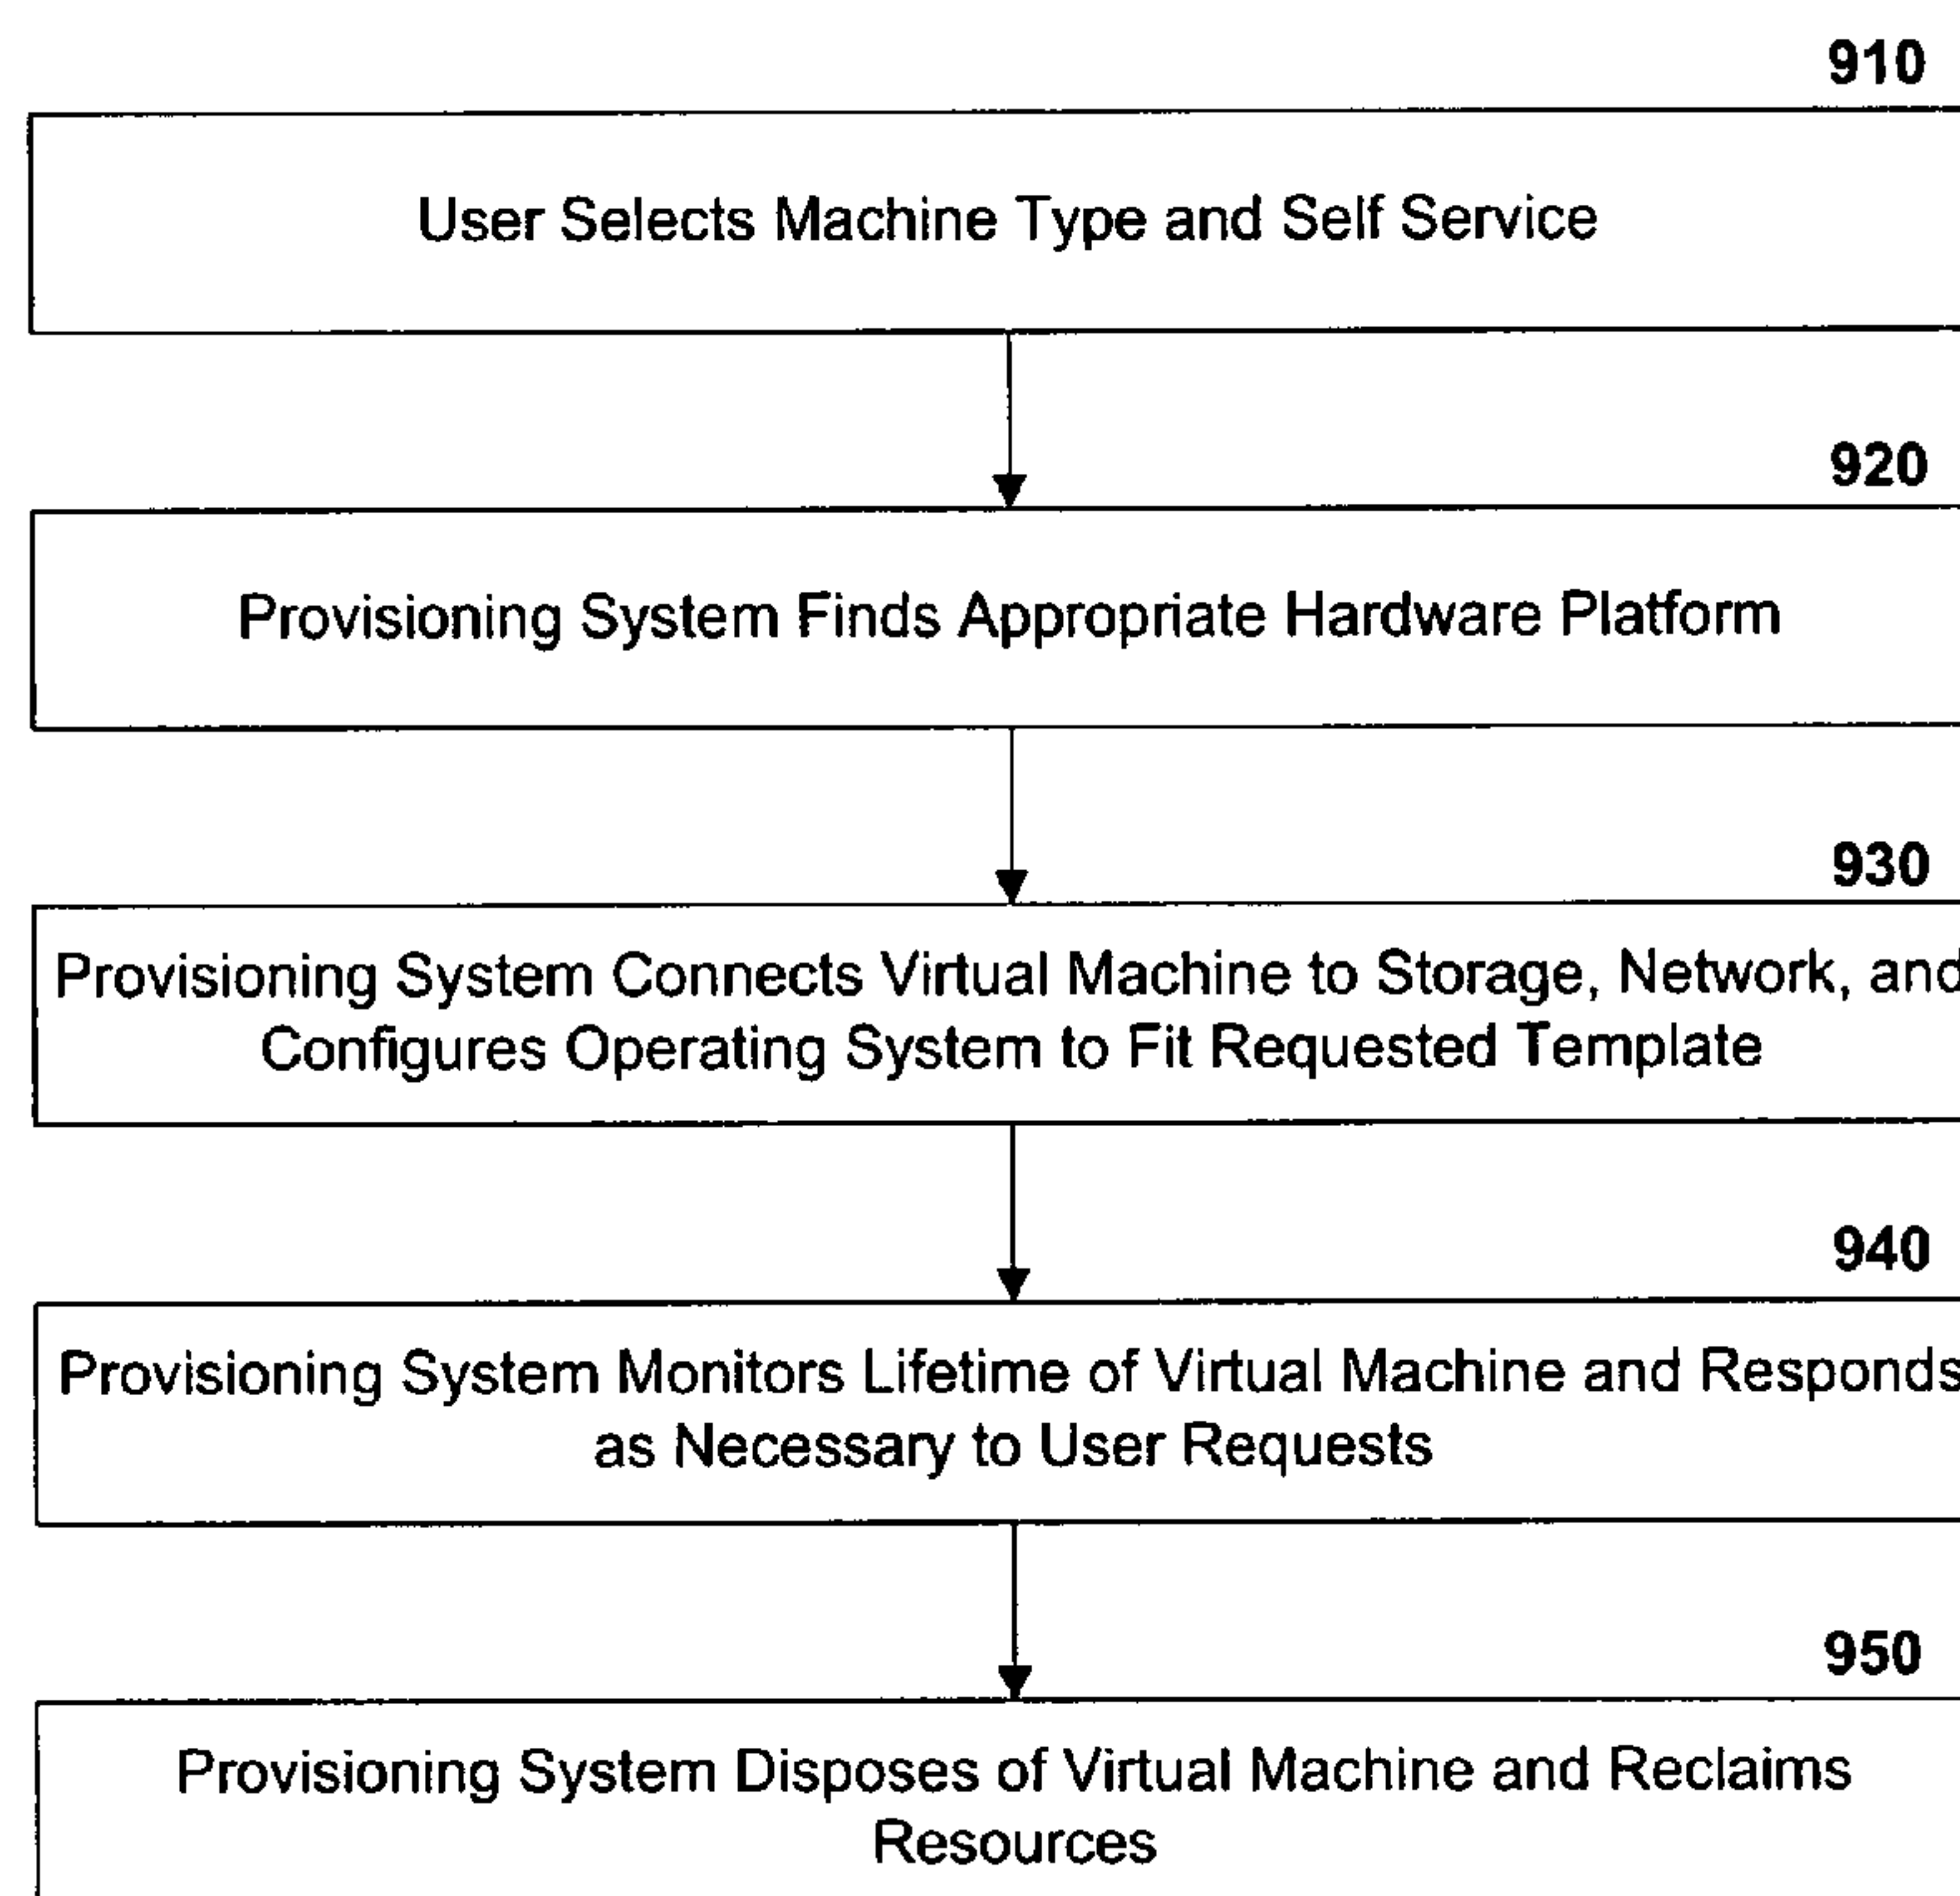 910
User Selects Machine Type and Self Service
920
Provisioning System Finds Appropriate Hardware Platform
930
Provisioning System Connects Virtual Machine to Storage, Network, and
Configures Operating System to Fit Requested Template
940
Provisioning System Monitors Lifetime of Virtual Machine and Responds
as Necessary to User Requests
950
Provisioning System Disposes of Virtual Machine and Reclaims
Resources